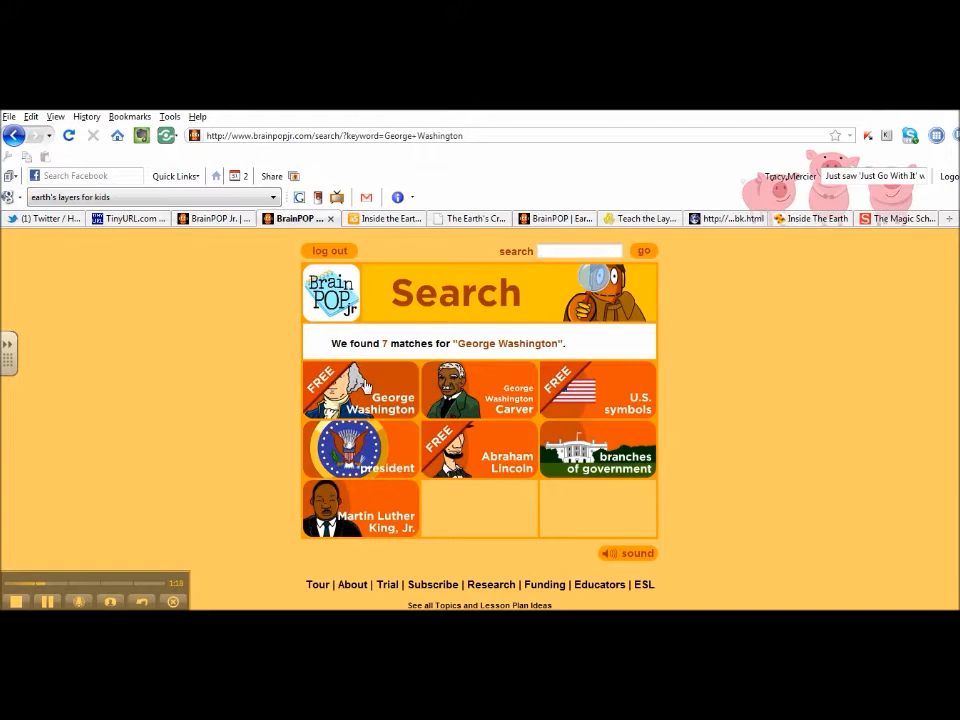 File Edit View History Bookmarks Tools Help
http://www.brainpopjr.com/search/?keyword=George+Washington
Search Facebook Quick Links 31 2 Share Tracy.Mercier Just saw 'Just Go With It' w Logo
earth's layers for kids
(1) Twitter / H... TinyURL.com ... BrainPOP Jr. | ... BrainPOP ... Inside the Eart... The Earth's Cr... BrainPOP | Ear... Teach the Lay... http://...bk.html Inside The Earth The Magic Sch...
log out search go
Brain POP jr Search
We found 7 matches for "George Washington".
FREE George Washington
George Washington Carver
FREE U.S. symbols
president
FREE Abraham Lincoln
branches of government
Martin Luther King, Jr.
sound
Tour | About | Trial | Subscribe | Research | Funding | Educators | ESL
See all Topics and Lesson Plan Ideas
1:18